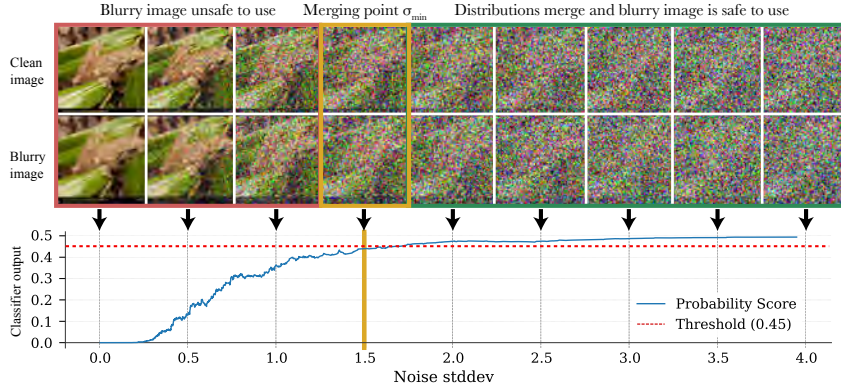 Blurry image unsafe to use
Merging point σmin
Distributions merge and blurry image is safe to use
Clean
image
Blurry
image
Classifier output
0.5
0.4
0.3
0.2
0.1
0.0
Probability Score
Threshold (0.45)
0.0 0.5 1.0 1.5 2.0 2.5 3.0 3.5 4.0
Noise stddev